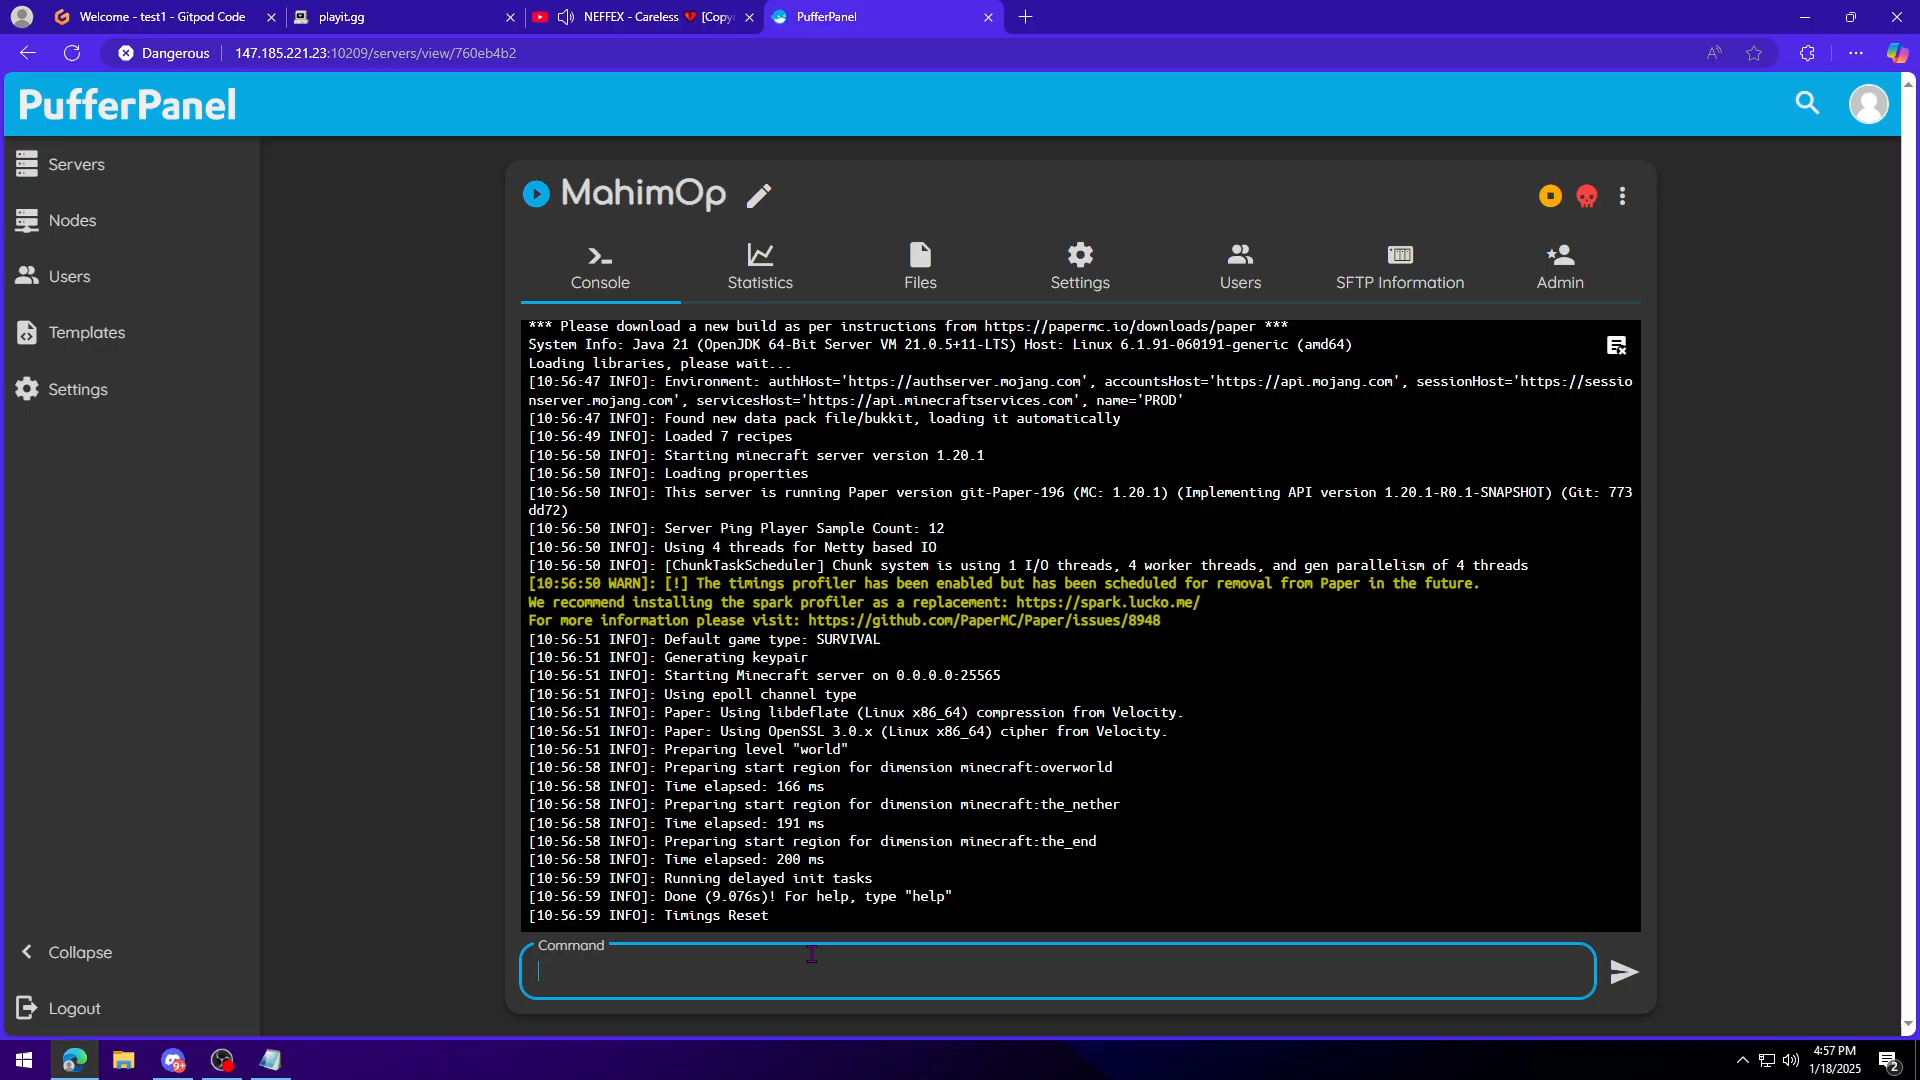 Welcome - test1 - Gitpod Code
playit.gg
NEFFEX - Careless 💔 [Copy
PufferPanel
Dangerous
147.185.221.23:10209/servers/view/760eb4b2
PufferPanel
Servers
Nodes
Users
Templates
Settings
Collapse
Logout
MahimOp
Console
Statistics
Files
Settings
Users
SFTP Information
Admin
*** Please download a new build as per instructions from https://papermc.io/downloads/paper ***
System Info: Java 21 (OpenJDK 64-Bit Server VM 21.0.5+11-LTS) Host: Linux 6.1.91-060191-generic (amd64)
Loading libraries, please wait...
[10:56:47 INFO]: Environment: authHost='https://authserver.mojang.com', accountsHost='https://api.mojang.com', sessionHost='https://sessio
nserver.mojang.com', servicesHost='https://api.minecraftservices.com', name='PROD'
[10:56:47 INFO]: Found new data pack file/bukkit, loading it automatically
[10:56:49 INFO]: Loaded 7 recipes
[10:56:50 INFO]: Starting minecraft server version 1.20.1
[10:56:50 INFO]: Loading properties
[10:56:50 INFO]: This server is running Paper version git-Paper-196 (MC: 1.20.1) (Implementing API version 1.20.1-R0.1-SNAPSHOT) (Git: 773
dd72)
[10:56:50 INFO]: Server Ping Player Sample Count: 12
[10:56:50 INFO]: Using 4 threads for Netty based IO
[10:56:50 INFO]: [ChunkTaskScheduler] Chunk system is using 1 I/O threads, 4 worker threads, and gen parallelism of 4 threads
[10:56:50 WARN]: [!] The timings profiler has been enabled but has been scheduled for removal from Paper in the future.
We recommend installing the spark profiler as a replacement: https://spark.lucko.me/
For more information please visit: https://github.com/PaperMC/Paper/issues/8948
[10:56:51 INFO]: Default game type: SURVIVAL
[10:56:51 INFO]: Generating keypair
[10:56:51 INFO]: Starting Minecraft server on 0.0.0.0:25565
[10:56:51 INFO]: Using epoll channel type
[10:56:51 INFO]: Paper: Using libdeflate (Linux x86_64) compression from Velocity.
[10:56:51 INFO]: Paper: Using OpenSSL 3.0.x (Linux x86_64) cipher from Velocity.
[10:56:51 INFO]: Preparing level "world"
[10:56:58 INFO]: Preparing start region for dimension minecraft:overworld
[10:56:58 INFO]: Time elapsed: 166 ms
[10:56:58 INFO]: Preparing start region for dimension minecraft:the_nether
[10:56:58 INFO]: Time elapsed: 191 ms
[10:56:58 INFO]: Preparing start region for dimension minecraft:the_end
[10:56:58 INFO]: Time elapsed: 200 ms
[10:56:59 INFO]: Running delayed init tasks
[10:56:59 INFO]: Done (9.076s)! For help, type "help"
[10:56:59 INFO]: Timings Reset
Command
9+
4:57 PM
1/18/2025
2